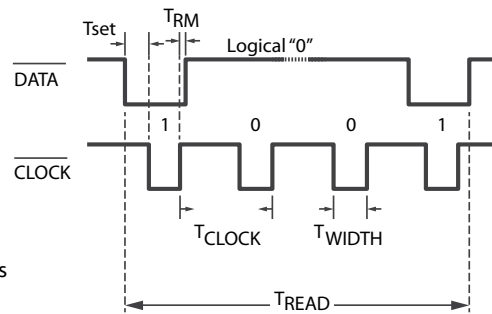 Tset
TRM
Logical “0”
DATA
1 0 0 1
CLOCK
TCLOCK
TWIDTH
s
TREAD